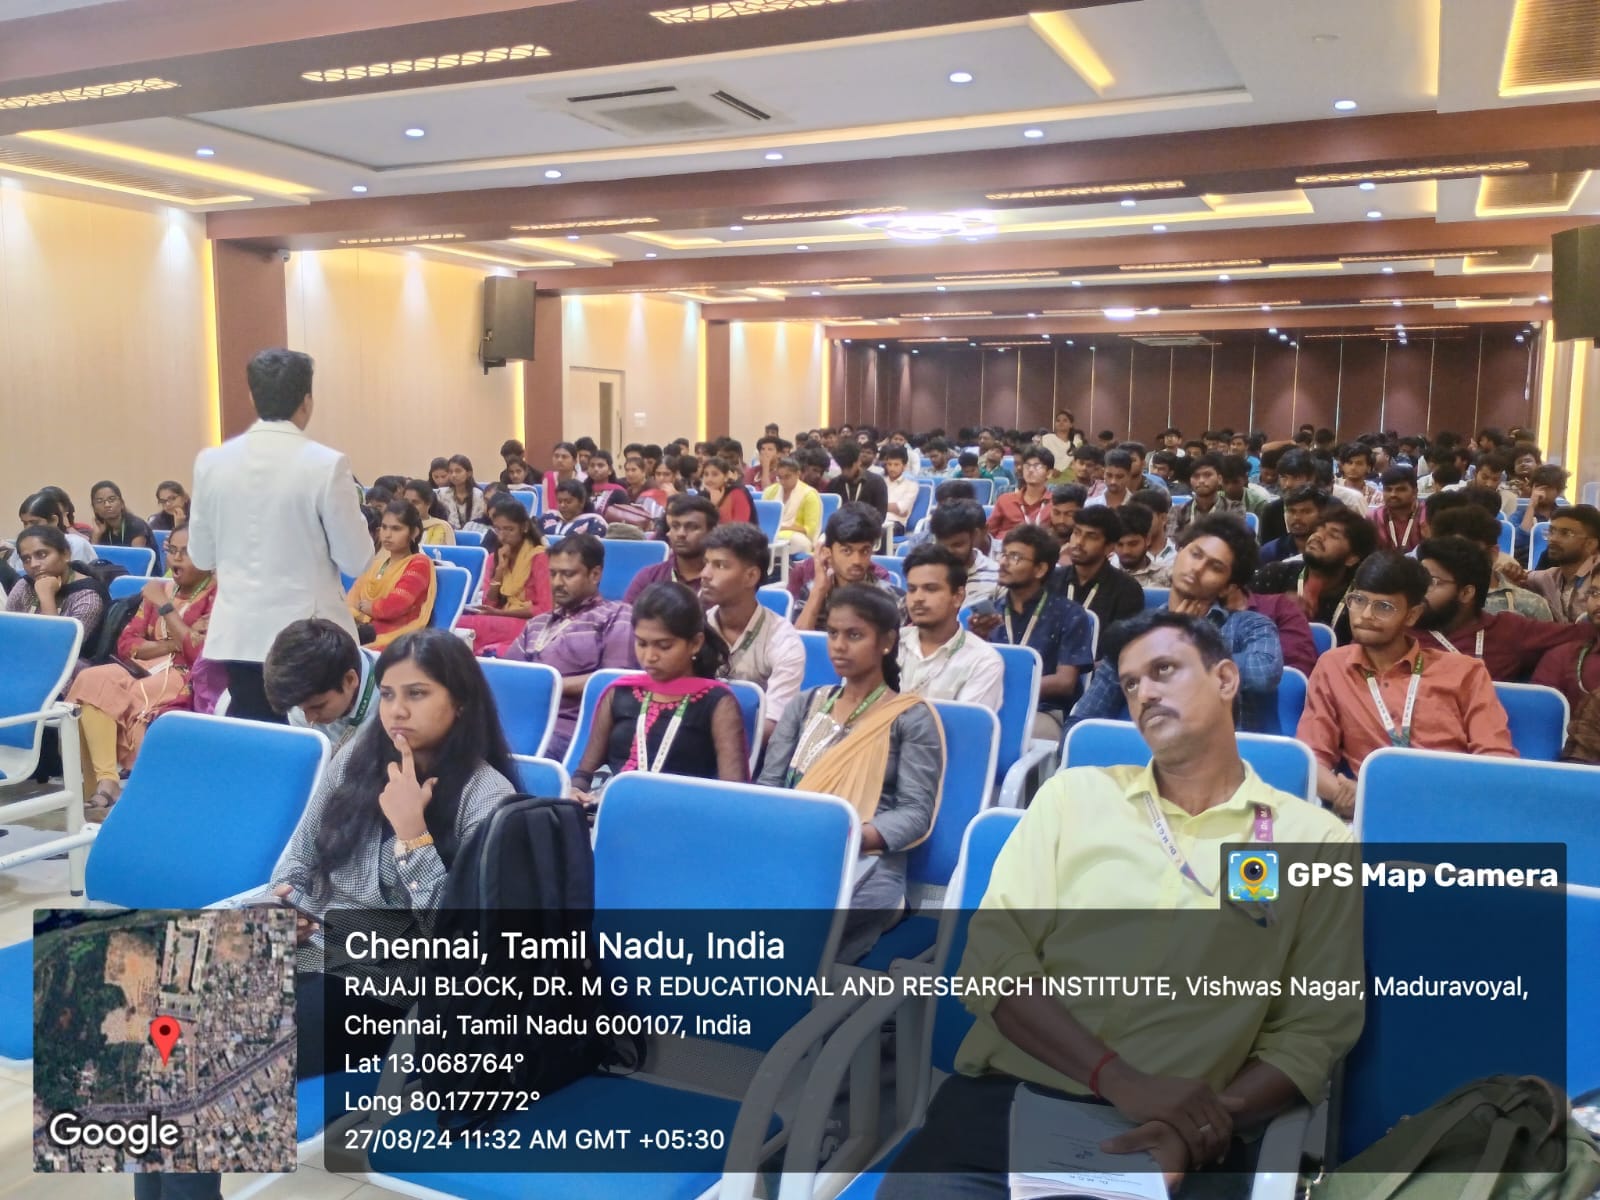 GPS Map Camera
Chennai, Tamil Nadu, India
RAJAJI BLOCK, DR. M G R EDUCATIONAL AND RESEARCH INSTITUTE, Vishwas Nagar, Maduravoyal,
Chennai, Tamil Nadu 600107, India
Lat 13.068764°
Long 80.177772°
27/08/24 11:32 AM GMT +05:30
Google